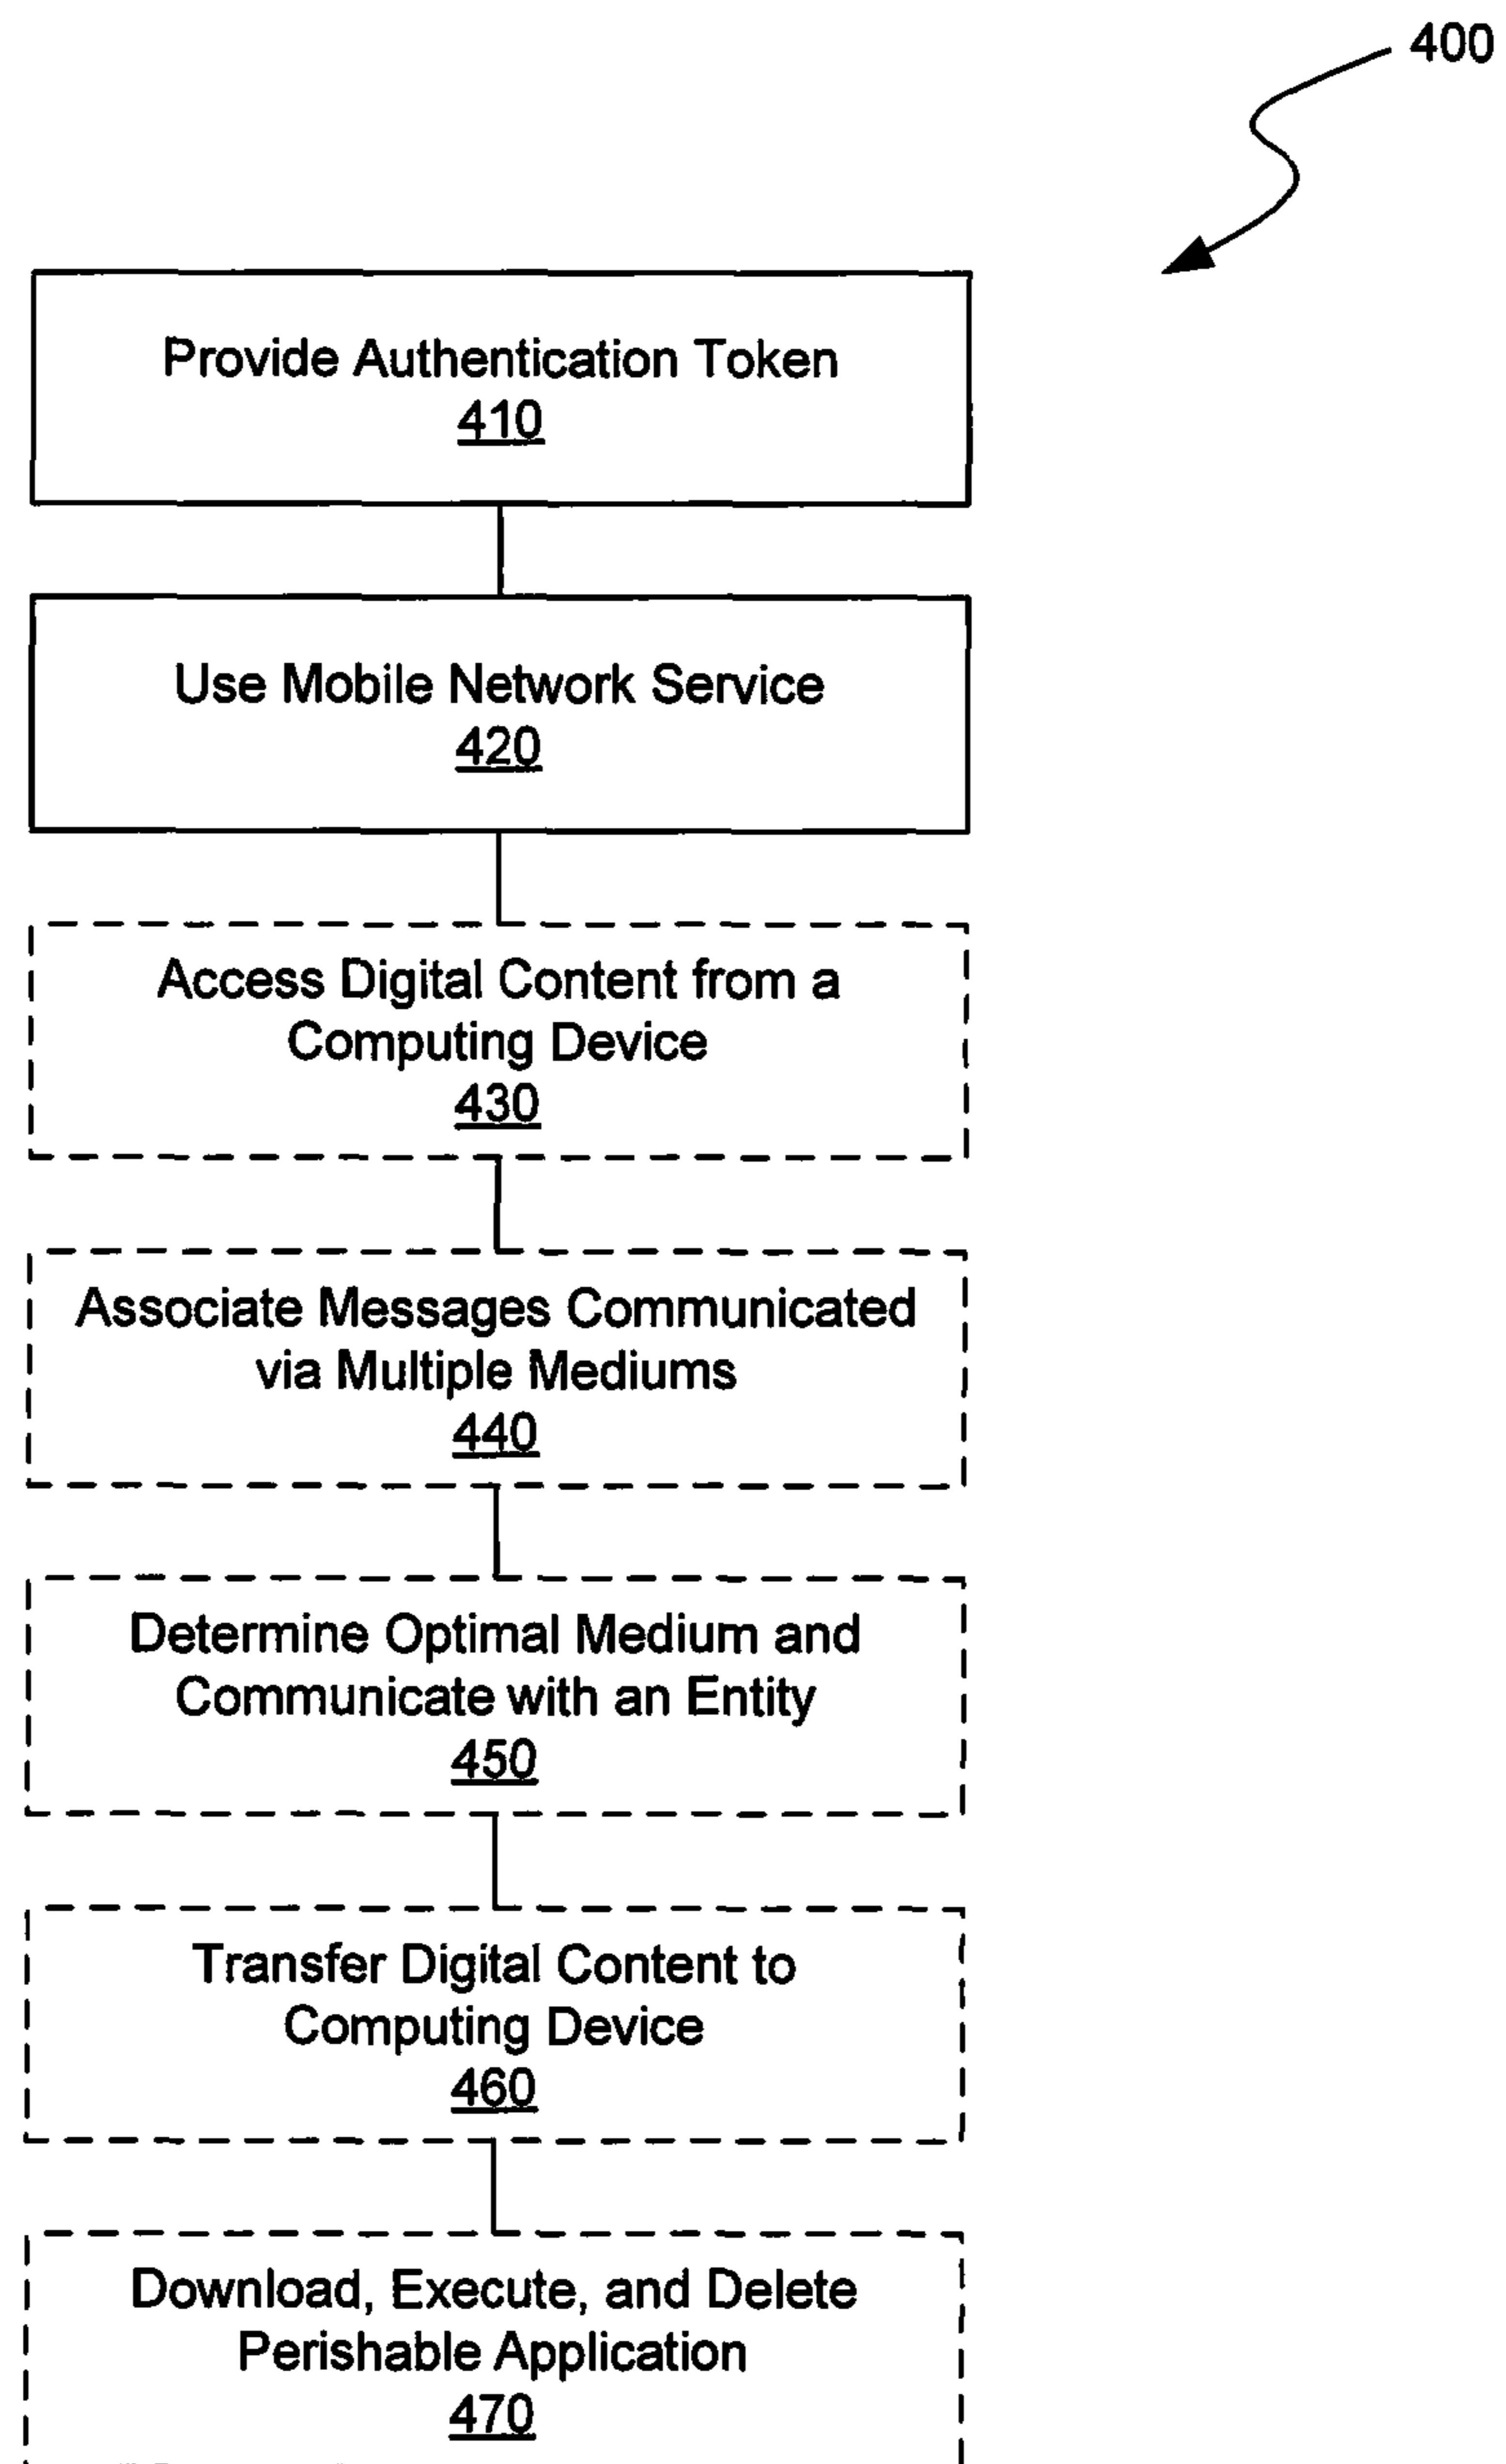 400
Provide Authentication Token
410
Use Mobile Network Service
420
Access Digital Content from a
Computing Device
430
Associate Messages Communicated
via Multiple Mediums
440
Determine Optimal Medium and
Communicate with an Entity
450
Transfer Digital Content to
Computing Device
460
Download, Execute, and Delete
Perishable Application
470